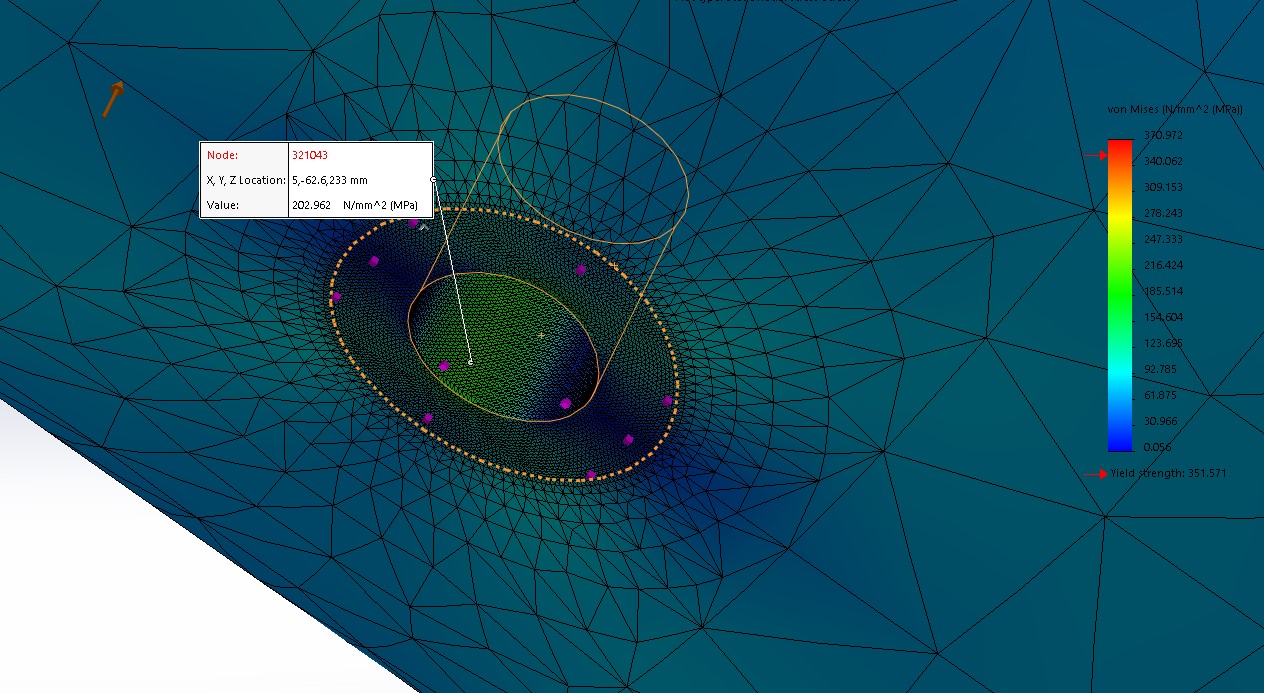 von Mises (N/mm^2 (MPa))
370.972
340.062
309.153
278.243
247.333
216.424
185.514
154.604
123.695
92.785
61.875
30.966
0.056
Yield strength: 351.571
Node: 321043
X, Y, Z Location: 5,-62.6,233 mm
Value: 202.962 N/mm^2 (MPa)